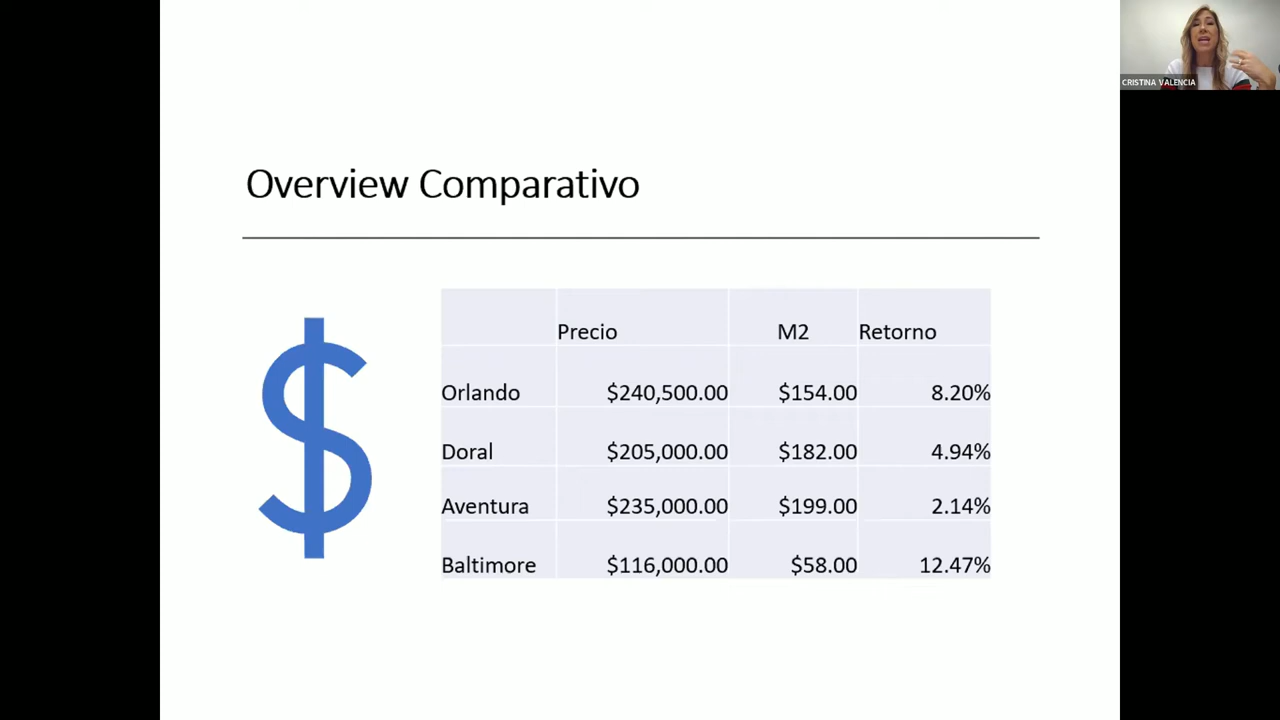 CRISTINA VALENCIA
Overview Comparativo
$
Precio M2 Retorno
Orlando $240,500.00 $154.00 8.20%
Doral $205,000.00 $182.00 4.94%
Aventura $235,000.00 $199.00 2.14%
Baltimore $116,000.00 $58.00 12.47%